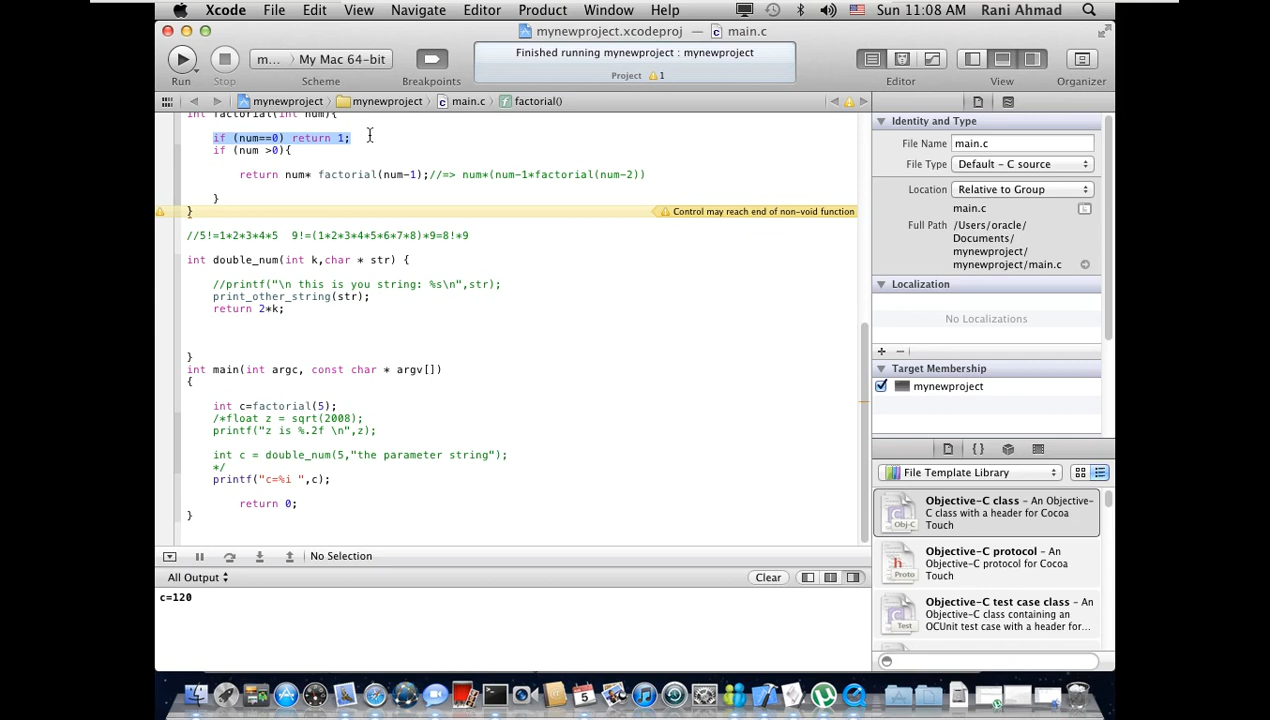 Xcode File Edit View Navigate Editor Product Window Help Sun 11:08 AM Rani Ahmad
mynewproject.xcodeproj — main.c
Finished running mynewproject : mynewproject
Project 1
m... My Mac 64-bit
Run Stop Scheme Breakpoints Editor View Organizer
mynewproject mynewproject main.c factorial()
int factorial(int num){
if (num==0) return 1;
if (num >0){
return num* factorial(num-1);//=> num*(num-1*factorial(num-2))
}
}
Control may reach end of non-void function
//5!=1*2*3*4*5 9!=(1*2*3*4*5*6*7*8)*9=8!*9
int double_num(int k,char * str) {
//printf("\n this is you string: %s\n",str);
print_other_string(str);
return 2*k;
}
int main(int argc, const char * argv[])
{
int c=factorial(5);
/*float z = sqrt(2008);
printf("z is %.2f \n",z);
int c = double_num(5,"the parameter string");
*/
printf("c=%i ",c);
return 0;
}
No Selection
All Output Clear
c=120
Identity and Type
File Name main.c
File Type Default - C source
Location Relative to Group
main.c
Full Path /Users/oracle/
Documents/
mynewproject/
mynewproject/main.c
Localization
No Localizations
+ −
Target Membership
mynewproject
{ }
File Template Library
Obj-C
Objective-C class - An Objective-
C class with a header for Cocoa
Touch
Proto
Objective-C protocol - An
Objective-C protocol for Cocoa
Touch
Test
Objective-C test case class - An
Objective-C class containing an
OCUnit test case with a header for...
5